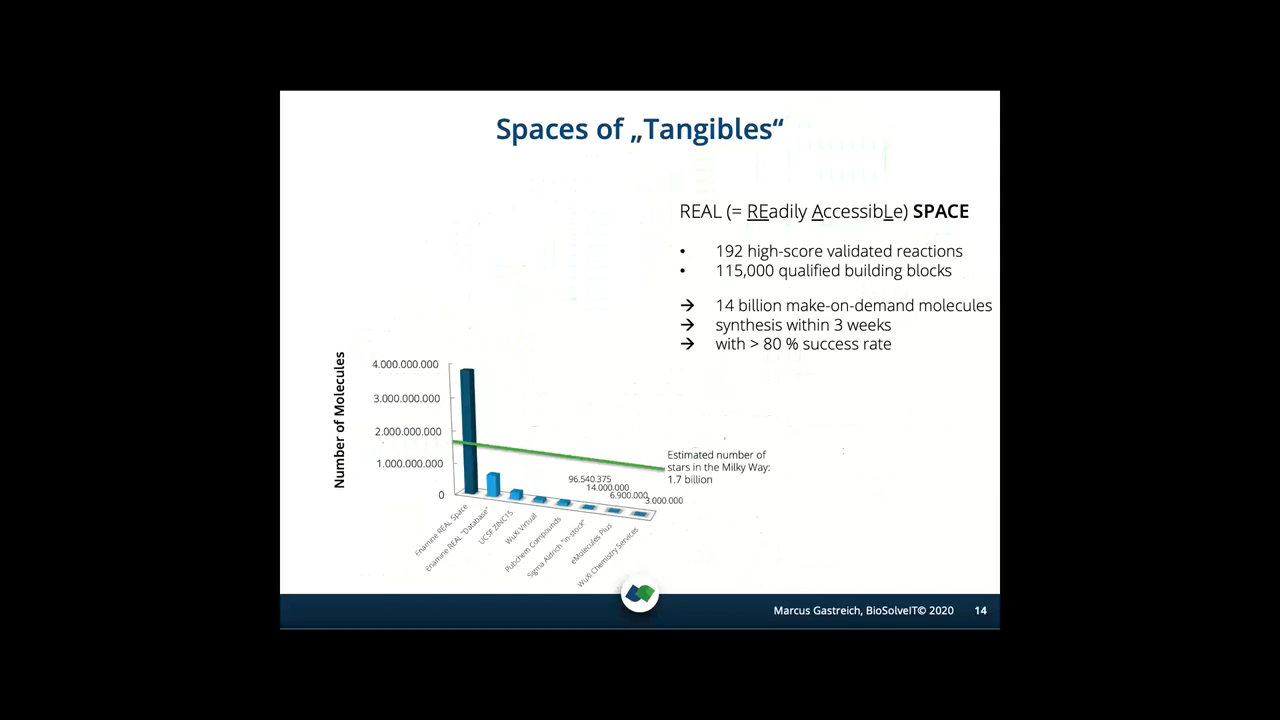 Spaces of „Tangibles“
REAL (= REadily AccessibLe) SPACE
• 192 high-score validated reactions
• 115,000 qualified building blocks
→ 14 billion make-on-demand molecules
→ synthesis within 3 weeks
→ with > 80 % success rate
Number of Molecules
4.000.000.000
3.000.000.000
2.000.000.000
1.000.000.000
0
Estimated number of
stars in the Milky Way:
1.7 billion
96.540.375
14.000.000
6.900.000
3.000.000
Enamine REAL Space
Enamine REAL "Database"
UCSF ZINC15
WuXi Virtual
Pubchem Compounds
Sigma Aldrich "in-stock"
eMolecules Plus
WuXi Chemistry Services
Marcus Gastreich, BioSolveIT© 2020 14